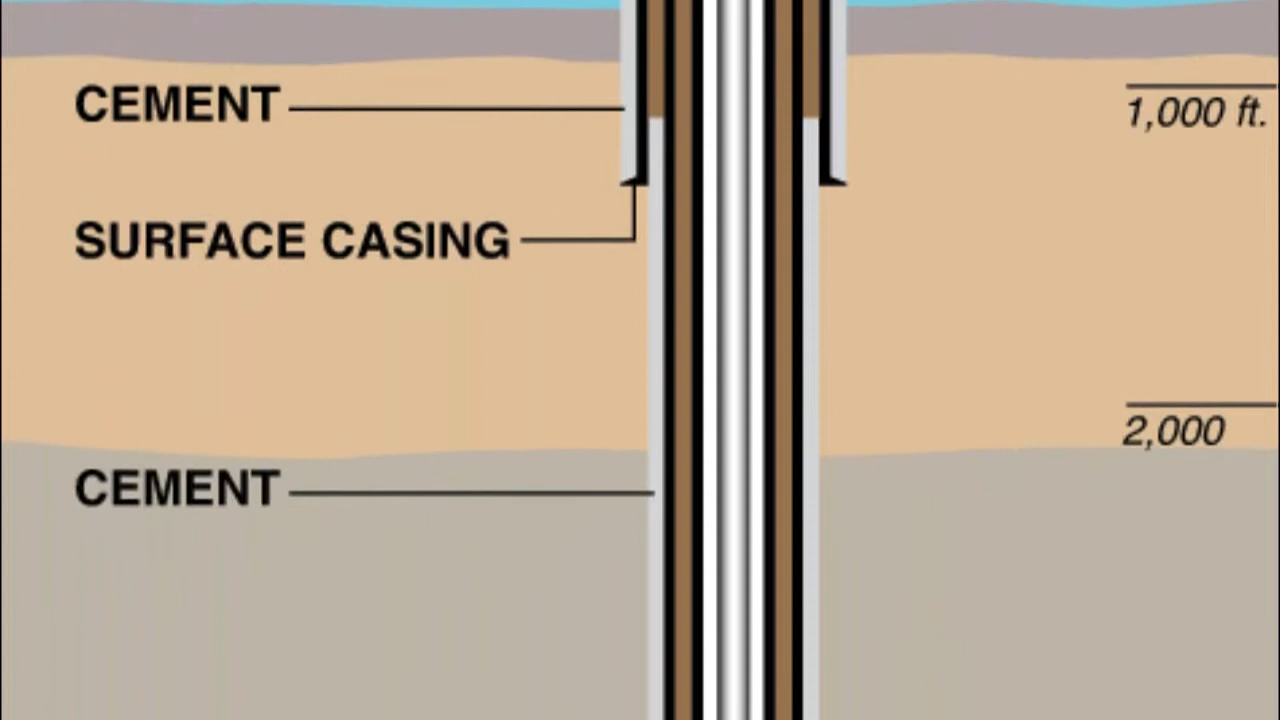 CEMENT
1,000 ft.
SURFACE CASING
2,000
CEMENT